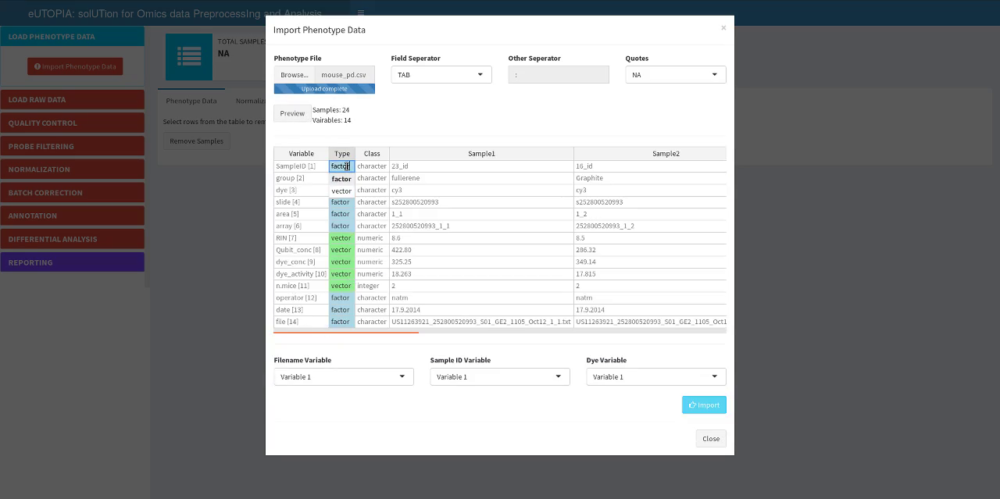 eUTOPIA: solUTion for Omics data PreprocessIng and Analysis
LOAD PHENOTYPE DATA
Import Phenotype Data
LOAD RAW DATA
QUALITY CONTROL
PROBE FILTERING
NORMALIZATION
BATCH CORRECTION
ANNOTATION
DIFFERENTIAL ANALYSIS
REPORTING
TOTAL SAMPLES
NA
Phenotype Data Normaliz
Select rows from the table to rem
Remove Samples
Import Phenotype Data ×
Phenotype File Field Seperator Other Seperator Quotes
Browse... mouse_pd.csv TAB : NA
Upload complete
Preview
Samples: 24
Vairables: 14
Variable Type Class Sample1 Sample2
SampleID [1] factor character 23_id 16_id
group [2] factor character fullerene Graphite
dye [3] vector character cy3 cy3
slide [4] factor character s252800520993 s252800520993
area [5] factor character 1_1 1_2
array [6] factor character 252800520993_1_1 252800520993_1_2
RIN [7] vector numeric 8.6 8.5
Qubit_conc [8] vector numeric 422.80 286.32
dye_conc [9] vector numeric 325.25 349.14
dye_activity [10] vector numeric 18.263 17.815
n.mice [11] vector integer 2 2
operator [12] factor character natm natm
date [13] factor character 17.9.2014 17.9.2014
file [14] factor character US11263921_252800520993_S01_GE2_1105_Oct12_1_1.txt US11263921_252800520993_S01_GE2_1105_Oct1
Filename Variable Sample ID Variable Dye Variable
Variable 1 Variable 1 Variable 1
Import
Close